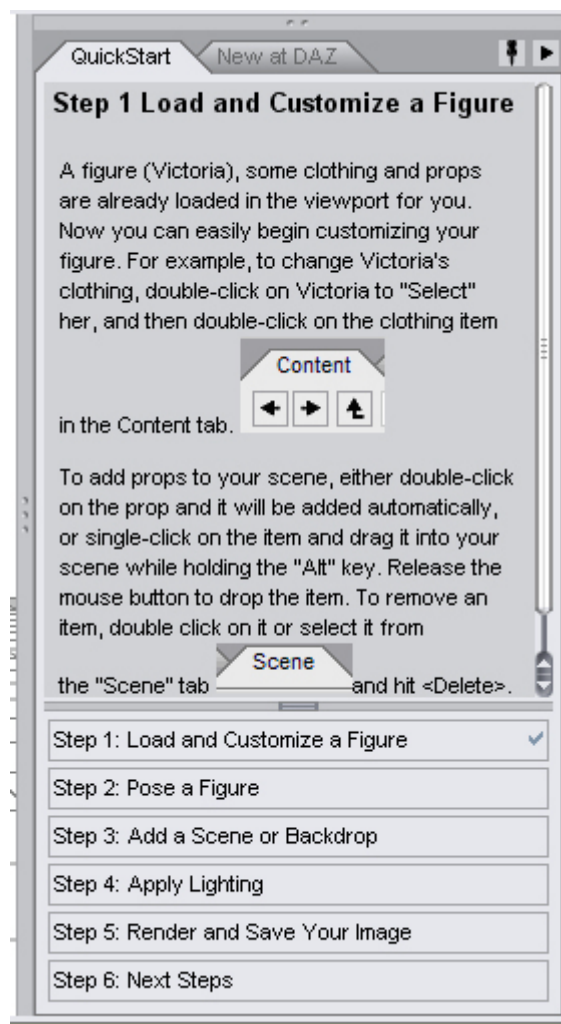 QuickStart New at DAZ
Step 1 Load and Customize a Figure
A figure (Victoria), some clothing and props
are already loaded in the viewport for you.
Now you can easily begin customizing your
figure. For example, to change Victoria's
clothing, double-click on Victoria to "Select"
her, and then double-click on the clothing item
Content
in the Content tab.
To add props to your scene, either double-click
on the prop and it will be added automatically,
or single-click on the item and drag it into your
scene while holding the "Alt" key. Release the
mouse button to drop the item. To remove an
item, double click on it or select it from
Scene
the "Scene" tab and hit <Delete>.
Step 1: Load and Customize a Figure
Step 2: Pose a Figure
Step 3: Add a Scene or Backdrop
Step 4: Apply Lighting
Step 5: Render and Save Your Image
Step 6: Next Steps